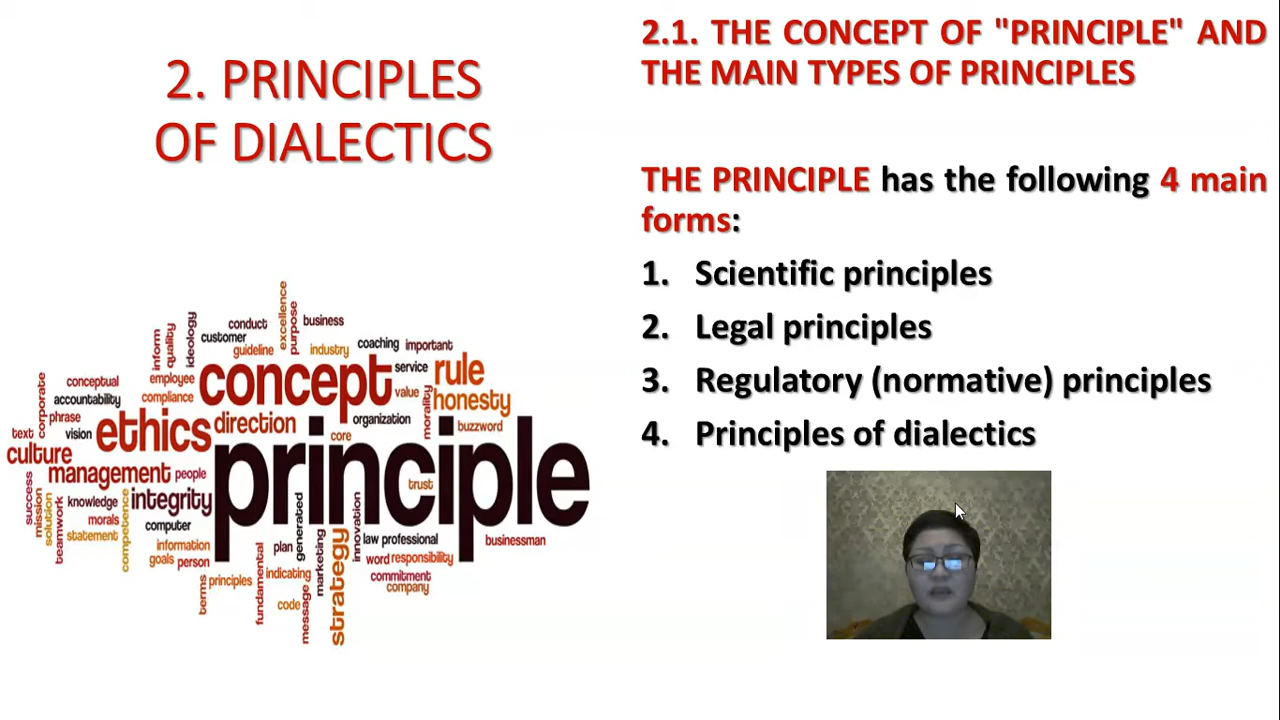 2. PRINCIPLES
OF DIALECTICS
2.1. THE CONCEPT OF "PRINCIPLE" AND
THE MAIN TYPES OF PRINCIPLES
THE PRINCIPLE has the following 4 main
forms:
1. Scientific principles
2. Legal principles
3. Regulatory (normative) principles
4. Principles of dialectics
excellence
purpose
business
conduct
ideology
inform
quality
customer
guideline
industry
coaching
important
service
rule
concept
value
employee
compliance
conceptual
accountability
corporate
phrase
text
vision
culture
ethics
direction
core
organization
morality
honesty
buzzword
management
people
principle
trust
success
mission
solution
teamwork
knowledge
morals
statement
competence
integrity
computer
information
goals
person
terms
principles
fundamental
plan
generated
indicating
code
message
marketing
strategy
innovation
law professional
word
responsibility
commitment
company
businessman